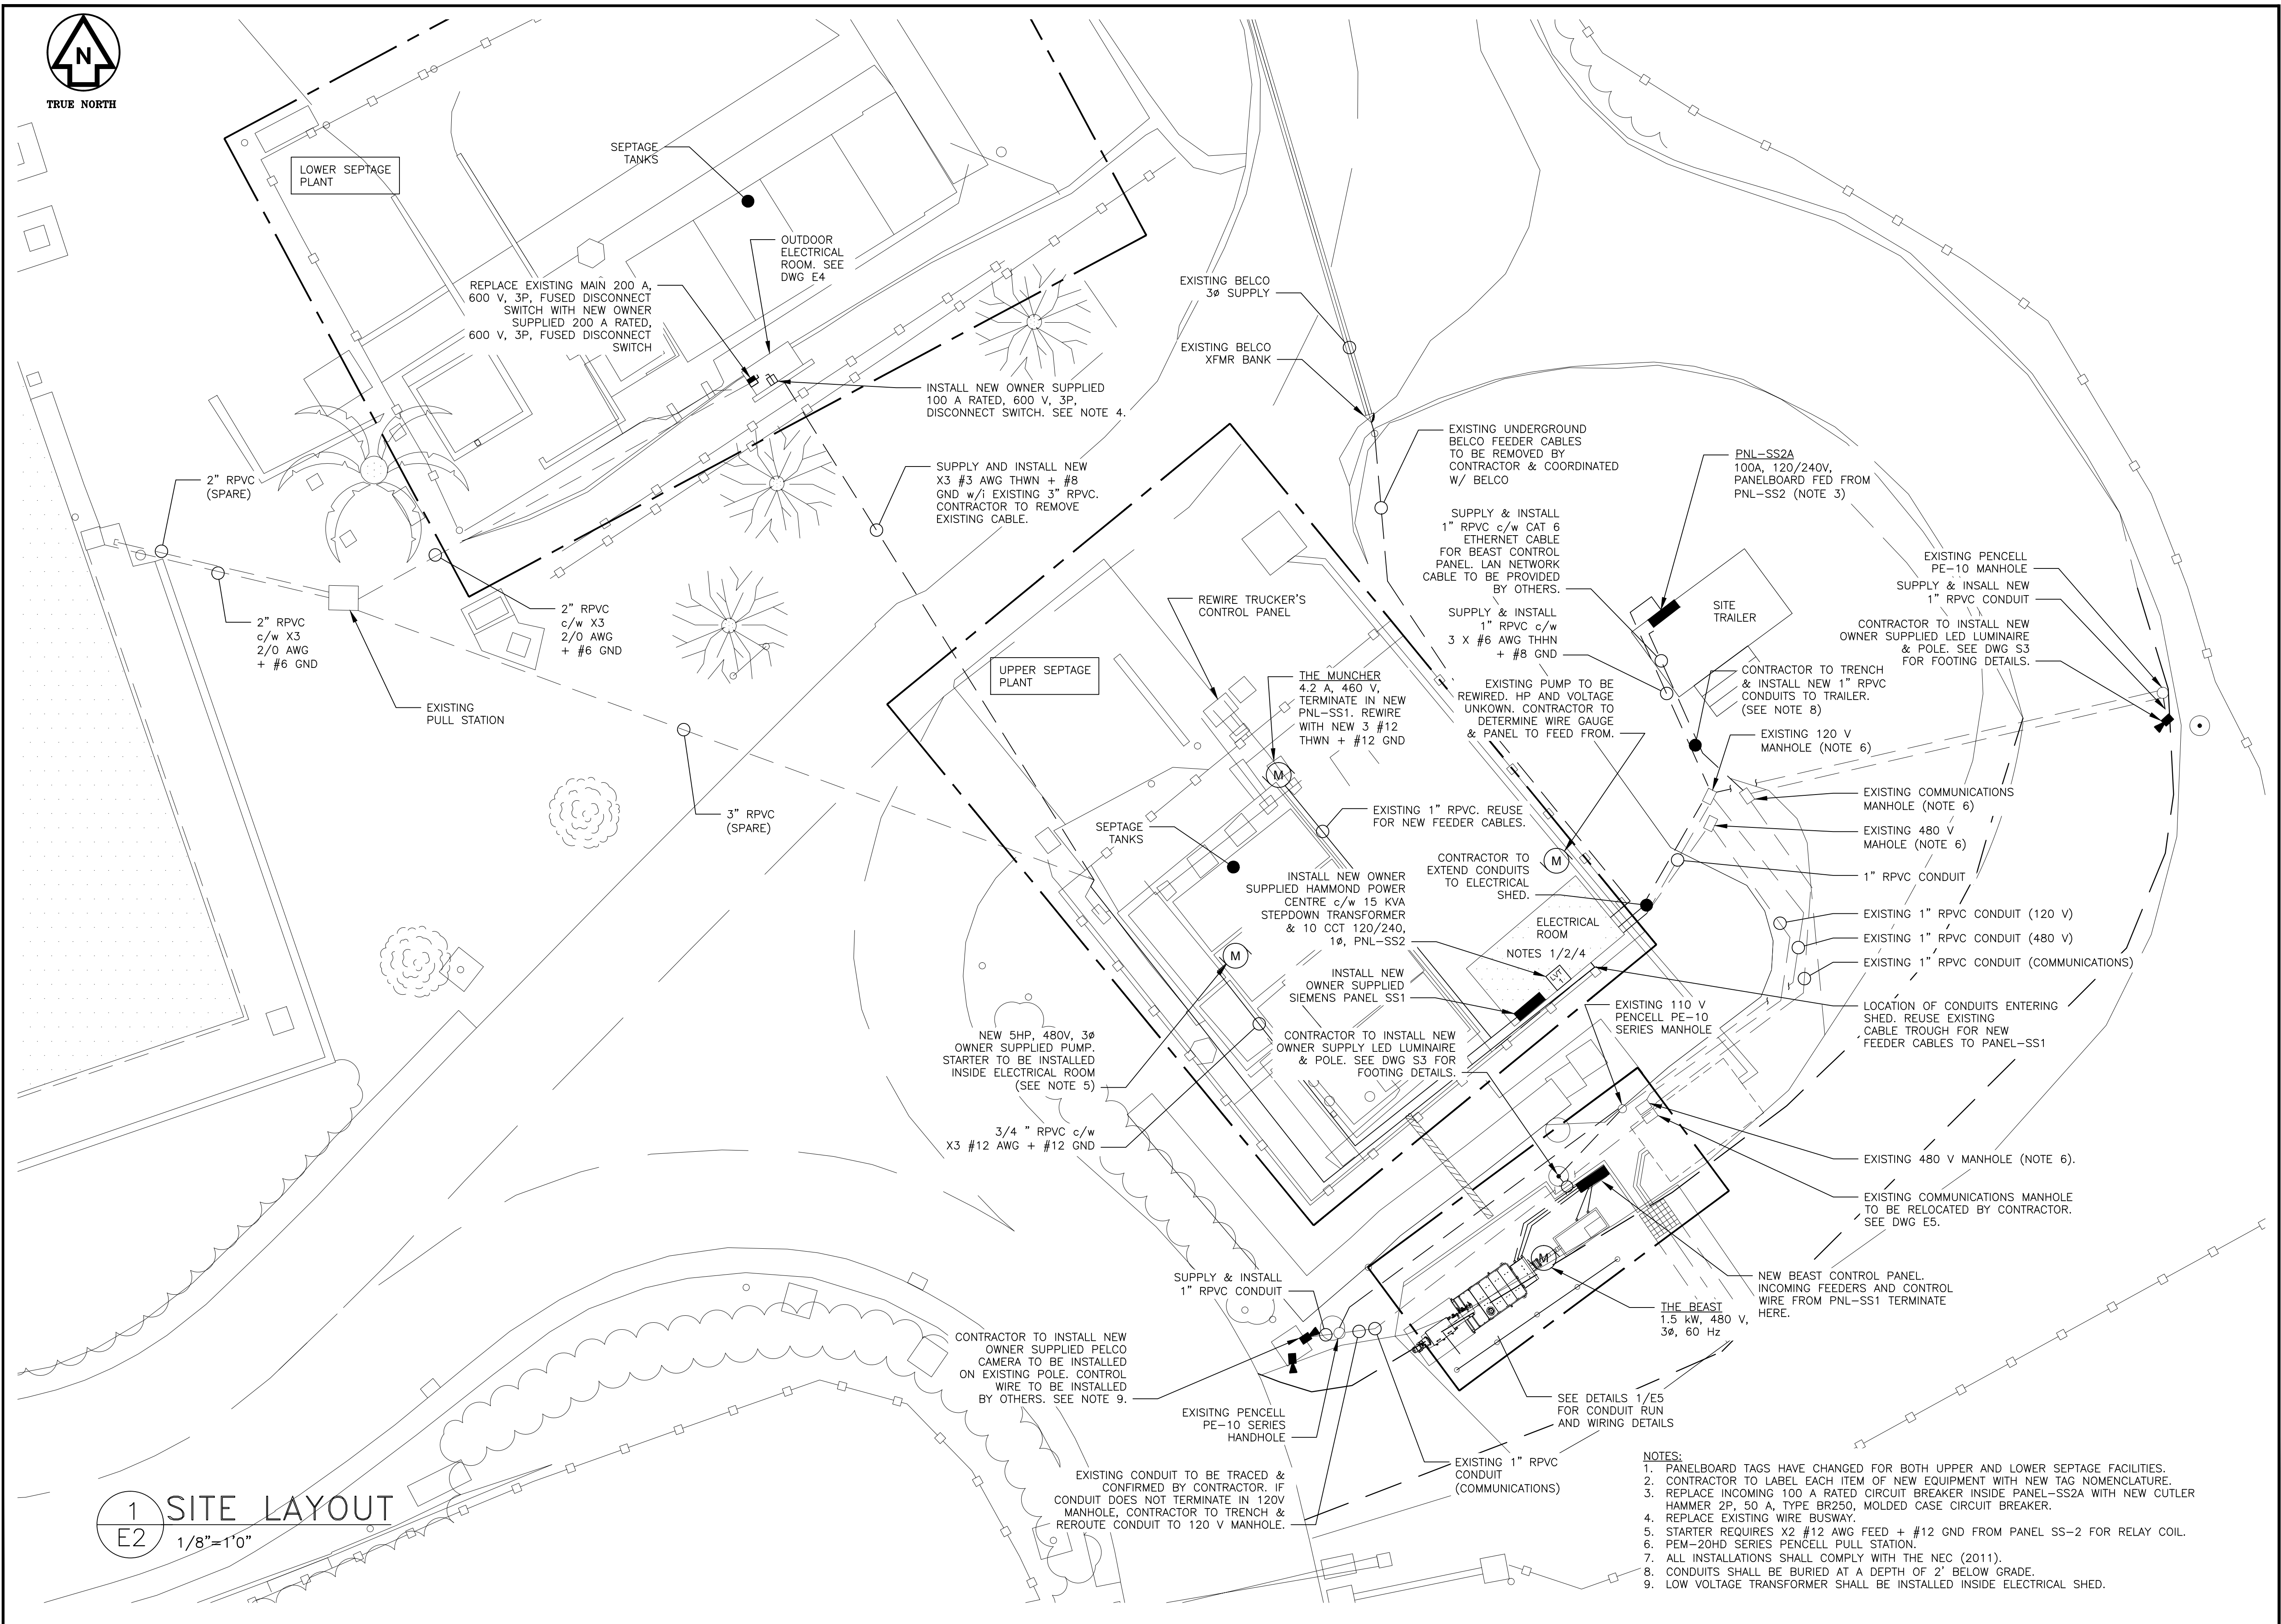 N
TRUE NORTH
LOWER SEPTAGE
PLANT
SEPTAGE
TANKS
OUTDOOR
ELECTRICAL
ROOM. SEE
DWG E4
REPLACE EXISTING MAIN 200 A,
600 V, 3P, FUSED DISCONNECT
SWITCH WITH NEW OWNER
SUPPLIED 200 A RATED,
600 V, 3P, FUSED DISCONNECT
SWITCH
INSTALL NEW OWNER SUPPLIED
100 A RATED, 600 V, 3P,
DISCONNECT SWITCH. SEE NOTE 4.
EXISTING BELCO
3ø SUPPLY
EXISTING BELCO
XFMR BANK
2" RPVC
(SPARE)
SUPPLY AND INSTALL NEW
X3 #3 AWG THWN + #8
GND w/i EXISTING 3" RPVC.
CONTRACTOR TO REMOVE
EXISTING CABLE.
EXISTING UNDERGROUND
BELCO FEEDER CABLES
TO BE REMOVED BY
CONTRACTOR & COORDINATED
W/ BELCO
PNL-SS2A
100A, 120/240V,
PANELBOARD FED FROM
PNL-SS2 (NOTE 3)
SUPPLY & INSTALL
1" RPVC c/w CAT 6
ETHERNET CABLE
FOR BEAST CONTROL
PANEL. LAN NETWORK
CABLE TO BE PROVIDED
BY OTHERS.
EXISTING PENCELL
PE-10 MANHOLE
SUPPLY & INSALL NEW
1" RPVC CONDUIT
CONTRACTOR TO INSTALL NEW
OWNER SUPPLIED LED LUMINAIRE
& POLE. SEE DWG S3
FOR FOOTING DETAILS.
SITE
TRAILER
2" RPVC
c/w X3
2/0 AWG
+ #6 GND
2" RPVC
c/w X3
2/0 AWG
+ #6 GND
REWIRE TRUCKER'S
CONTROL PANEL
SUPPLY & INSTALL
1" RPVC c/w
3 X #6 AWG THHN
+ #8 GND
UPPER SEPTAGE
PLANT
THE MUNCHER
4.2 A, 460 V,
TERMINATE IN NEW
PNL-SS1. REWIRE
WITH NEW 3 #12
THWN + #12 GND
EXISTING PUMP TO BE
REWIRED. HP AND VOLTAGE
UNKOWN. CONTRACTOR TO
DETERMINE WIRE GAUGE
& PANEL TO FEED FROM.
CONTRACTOR TO TRENCH
& INSTALL NEW 1" RPVC
CONDUITS TO TRAILER.
(SEE NOTE 8)
EXISTING
PULL STATION
EXISTING 120 V
MANHOLE (NOTE 6)
M
3" RPVC
(SPARE)
EXISTING COMMUNICATIONS
MANHOLE (NOTE 6)
EXISTING 1" RPVC. REUSE
FOR NEW FEEDER CABLES.
SEPTAGE
TANKS
EXISTING 480 V
MAHOLE (NOTE 6)
M
CONTRACTOR TO
EXTEND CONDUITS
TO ELECTRICAL
SHED.
1" RPVC CONDUIT
INSTALL NEW OWNER
SUPPLIED HAMMOND POWER
CENTRE c/w 15 KVA
STEPDOWN TRANSFORMER
& 10 CCT 120/240,
1ø, PNL-SS2
ELECTRICAL
ROOM
NOTES 1/2/4
EXISTING 1" RPVC CONDUIT (120 V)
EXISTING 1" RPVC CONDUIT (480 V)
EXISTING 1" RPVC CONDUIT (COMMUNICATIONS)
M
LVT
1
INSTALL NEW
OWNER SUPPLIED
SIEMENS PANEL SS1
EXISTING 110 V
PENCELL PE-10
SERIES MANHOLE
LOCATION OF CONDUITS ENTERING
SHED. REUSE EXISTING
CABLE TROUGH FOR NEW
FEEDER CABLES TO PANEL-SS1
NEW 5HP, 480V, 3ø
OWNER SUPPLIED PUMP.
STARTER TO BE INSTALLED
INSIDE ELECTRICAL ROOM
(SEE NOTE 5)
CONTRACTOR TO INSTALL NEW
OWNER SUPPLY LED LUMINAIRE
& POLE. SEE DWG S3 FOR
FOOTING DETAILS.
3/4 " RPVC c/w
X3 #12 AWG + #12 GND
EXISTING 480 V MANHOLE (NOTE 6).
EXISTING COMMUNICATIONS MANHOLE
TO BE RELOCATED BY CONTRACTOR.
SEE DWG E5.
M
SUPPLY & INSTALL
1" RPVC CONDUIT
NEW BEAST CONTROL PANEL.
INCOMING FEEDERS AND CONTROL
WIRE FROM PNL-SS1 TERMINATE
HERE.
THE BEAST
1.5 kW, 480 V,
3ø, 60 Hz
CONTRACTOR TO INSTALL NEW
OWNER SUPPLIED PELCO
CAMERA TO BE INSTALLED
ON EXISTING POLE. CONTROL
WIRE TO BE INSTALLED
BY OTHERS. SEE NOTE 9.
EXISITNG PENCELL
PE-10 SERIES
HANDHOLE
SEE DETAILS 1/E5
FOR CONDUIT RUN
AND WIRING DETAILS
EXISTING 1" RPVC
CONDUIT
(COMMUNICATIONS)
EXISTING CONDUIT TO BE TRACED &
CONFIRMED BY CONTRACTOR. IF
CONDUIT DOES NOT TERMINATE IN 120V
MANHOLE, CONTRACTOR TO TRENCH &
REROUTE CONDUIT TO 120 V MANHOLE.
1
E2
SITE LAYOUT
1/8"=1'0"
NOTES:
1. PANELBOARD TAGS HAVE CHANGED FOR BOTH UPPER AND LOWER SEPTAGE FACILITIES.
2. CONTRACTOR TO LABEL EACH ITEM OF NEW EQUIPMENT WITH NEW TAG NOMENCLATURE.
3. REPLACE INCOMING 100 A RATED CIRCUIT BREAKER INSIDE PANEL-SS2A WITH NEW CUTLER
HAMMER 2P, 50 A, TYPE BR250, MOLDED CASE CIRCUIT BREAKER.
4. REPLACE EXISTING WIRE BUSWAY.
5. STARTER REQUIRES X2 #12 AWG FEED + #12 GND FROM PANEL SS-2 FOR RELAY COIL.
6. PEM-20HD SERIES PENCELL PULL STATION.
7. ALL INSTALLATIONS SHALL COMPLY WITH THE NEC (2011).
8. CONDUITS SHALL BE BURIED AT A DEPTH OF 2' BELOW GRADE.
9. LOW VOLTAGE TRANSFORMER SHALL BE INSTALLED INSIDE ELECTRICAL SHED.